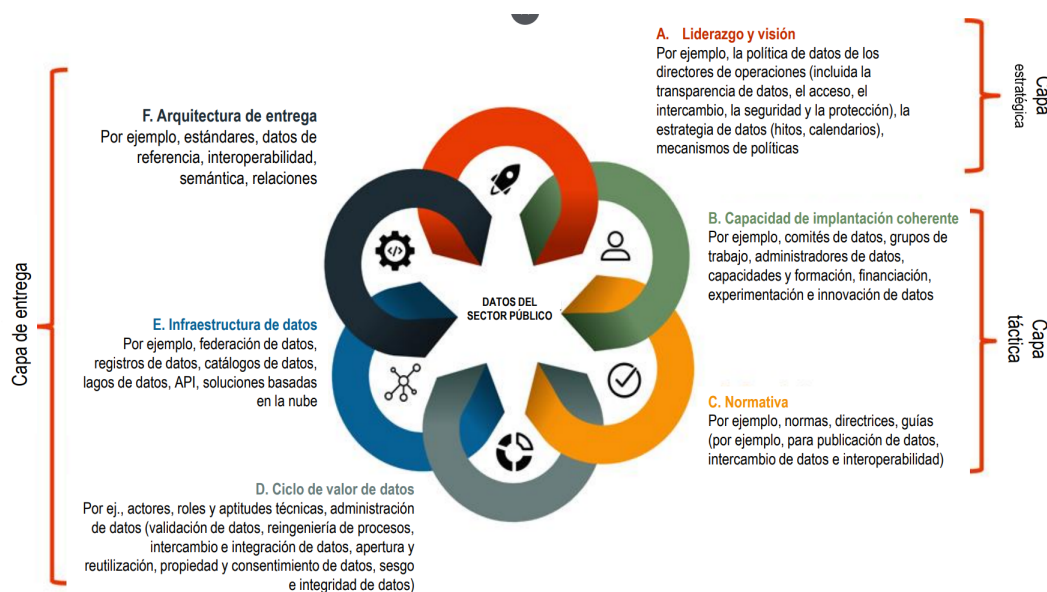 A. Liderazgo y visión
Por ejemplo, la política de datos de los
directores de operaciones (incluida la
transparencia de datos, el acceso, el
intercambio, la seguridad y la protección), la
estrategia de datos (hitos, calendarios),
mecanismos de políticas
Capa
estratégica
B. Capacidad de implantación coherente
Por ejemplo, comités de datos, grupos de
trabajo, administradores de datos,
capacidades y formación, financiación,
experimentación e innovación de datos
C. Normativa
Por ejemplo, normas, directrices, guías
(por ejemplo, para publicación de datos,
intercambio de datos e interoperabilidad)
Capa
táctica
DATOS DEL
SECTOR PÚBLICO
</>
D. Ciclo de valor de datos
Por ej., actores, roles y aptitudes técnicas, administración
de datos (validación de datos, reingeniería de procesos,
intercambio e integración de datos, apertura y
reutilización, propiedad y consentimiento de datos, sesgo
e integridad de datos)
E. Infraestructura de datos
Por ejemplo, federación de datos,
registros de datos, catálogos de datos,
lagos de datos, API, soluciones basadas
en la nube
F. Arquitectura de entrega
Por ejemplo, estándares, datos de
referencia, interoperabilidad,
semántica, relaciones
Capa de entrega